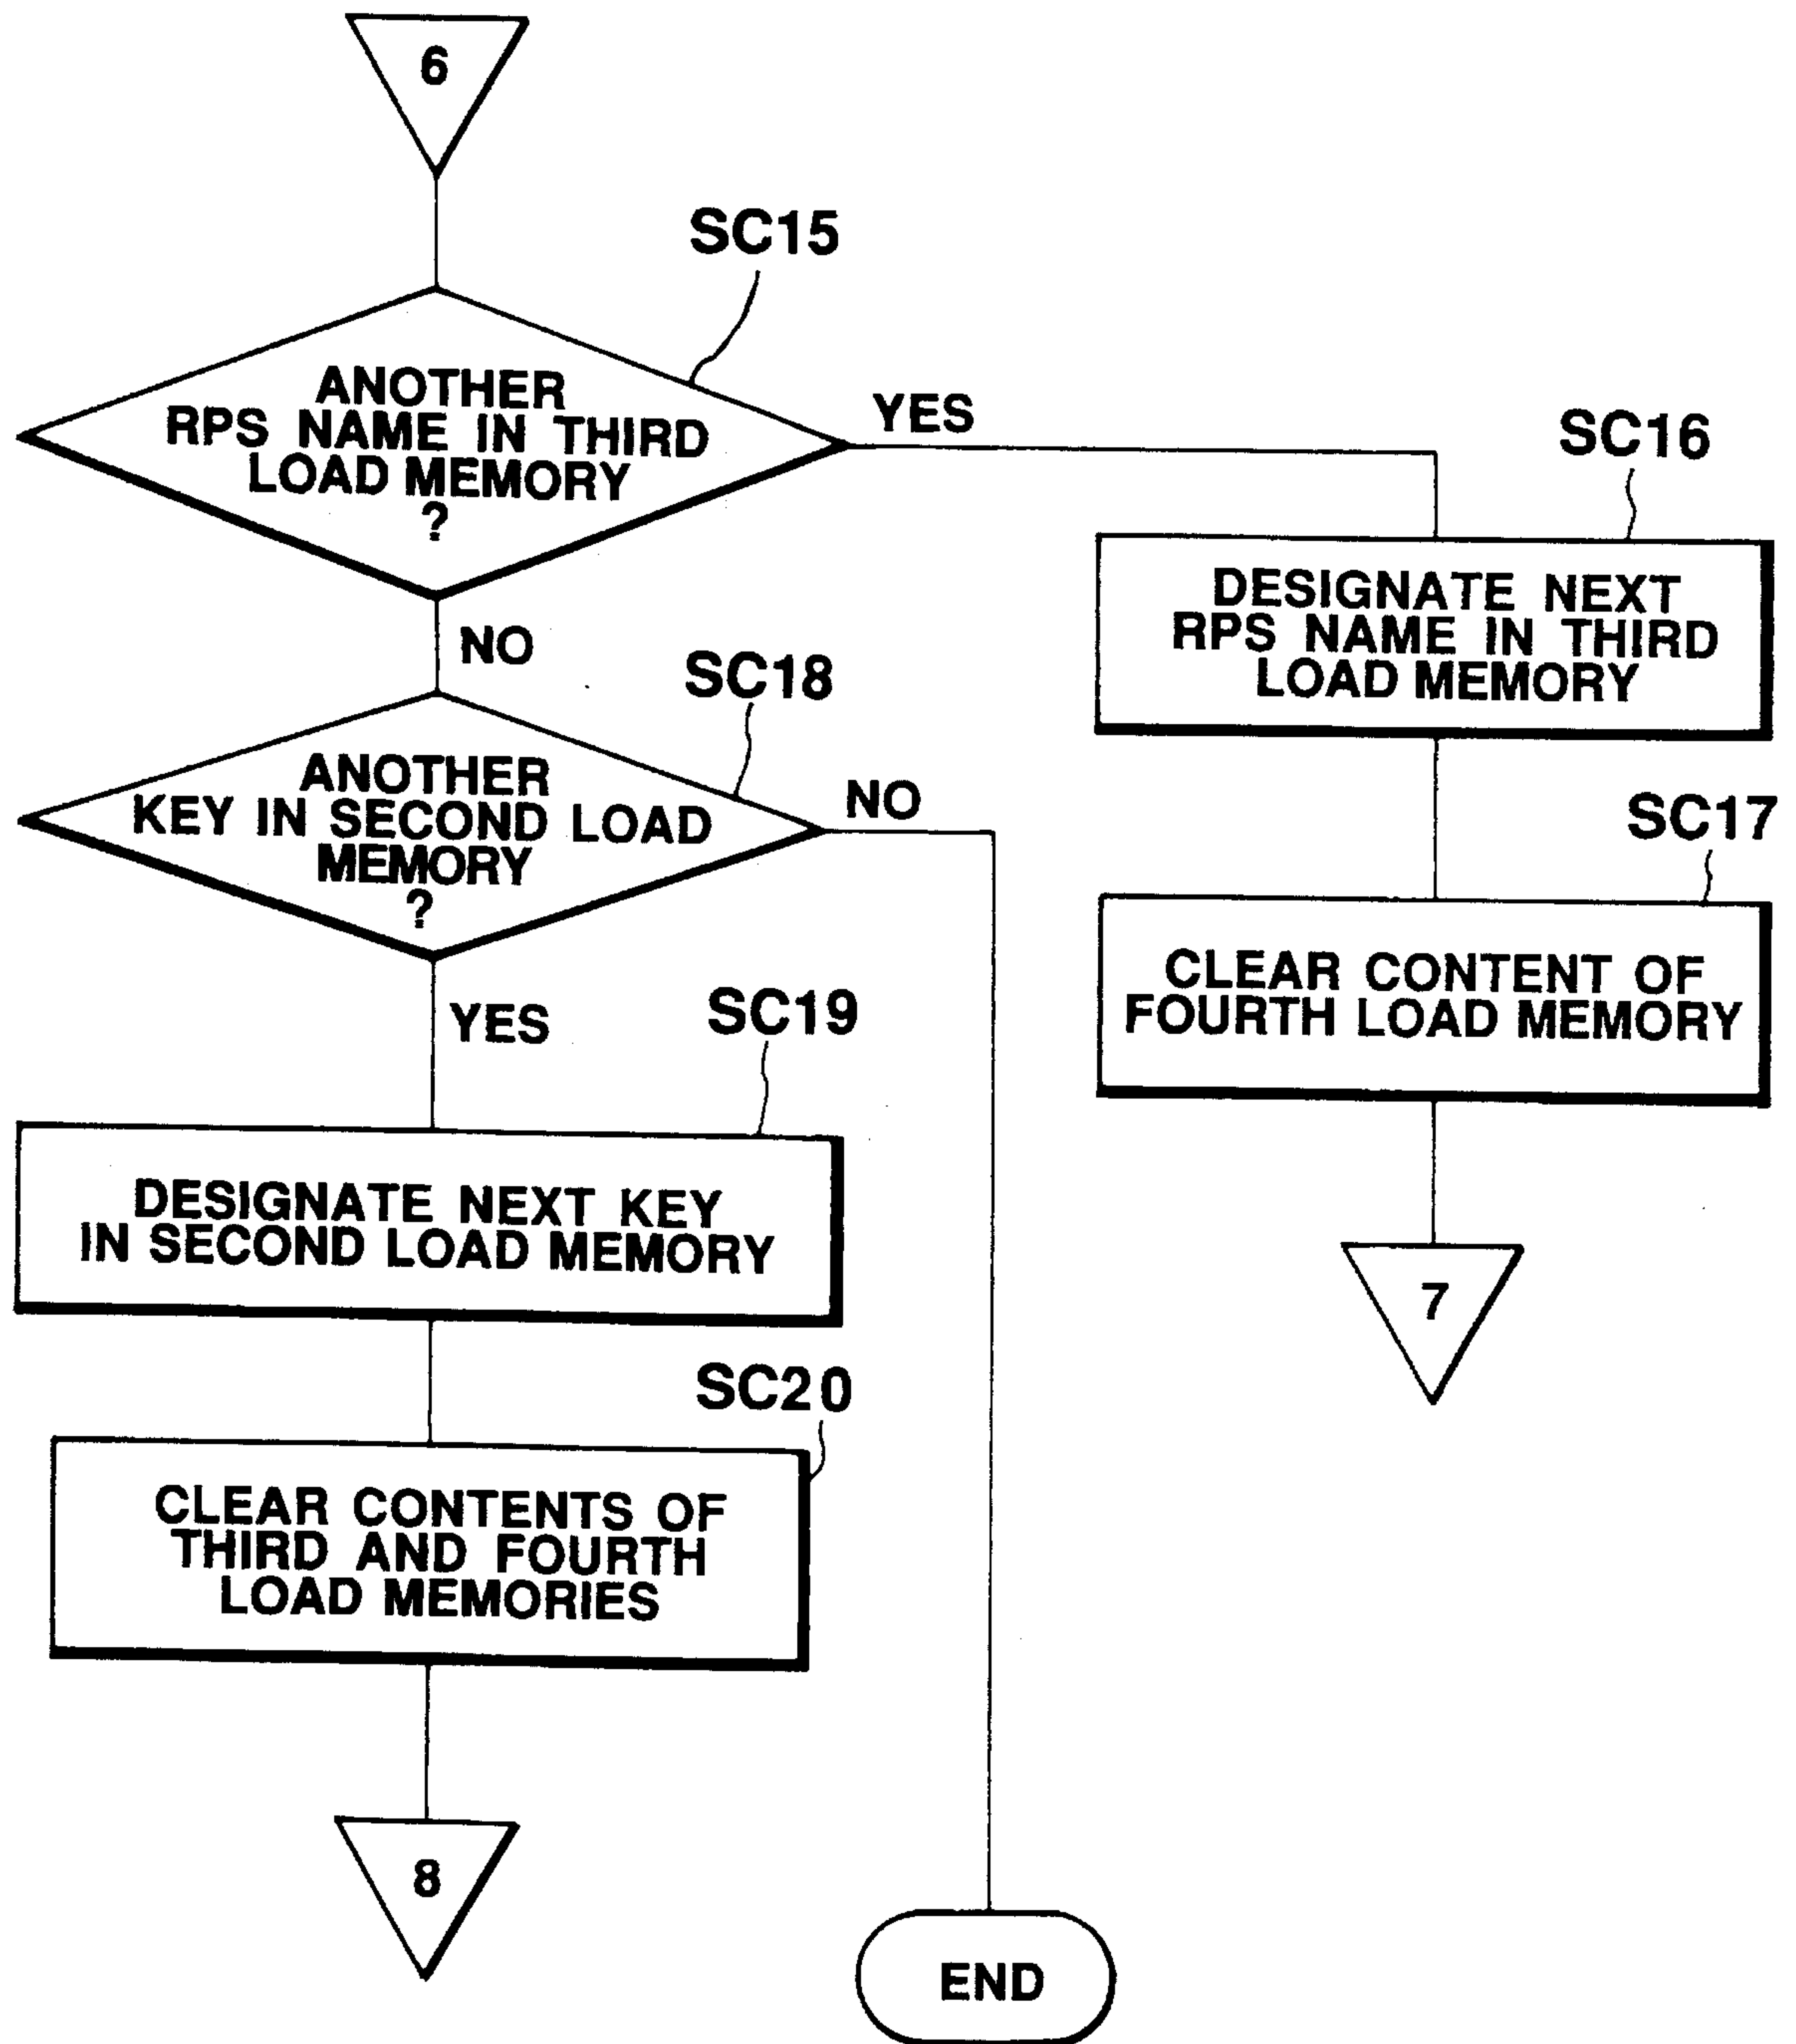 6
SC15
ANOTHER
RPS NAME IN THIRD
LOAD MEMORY
?
YES
SC16
DESIGNATE NEXT
RPS NAME IN THIRD
LOAD MEMORY
NO
SC18
ANOTHER
KEY IN SECOND LOAD
MEMORY
?
NO
SC17
CLEAR CONTENT OF
FOURTH LOAD MEMORY
YES
SC19
DESIGNATE NEXT KEY
IN SECOND LOAD MEMORY
7
SC20
CLEAR CONTENTS OF
THIRD AND FOURTH
LOAD MEMORIES
8
END